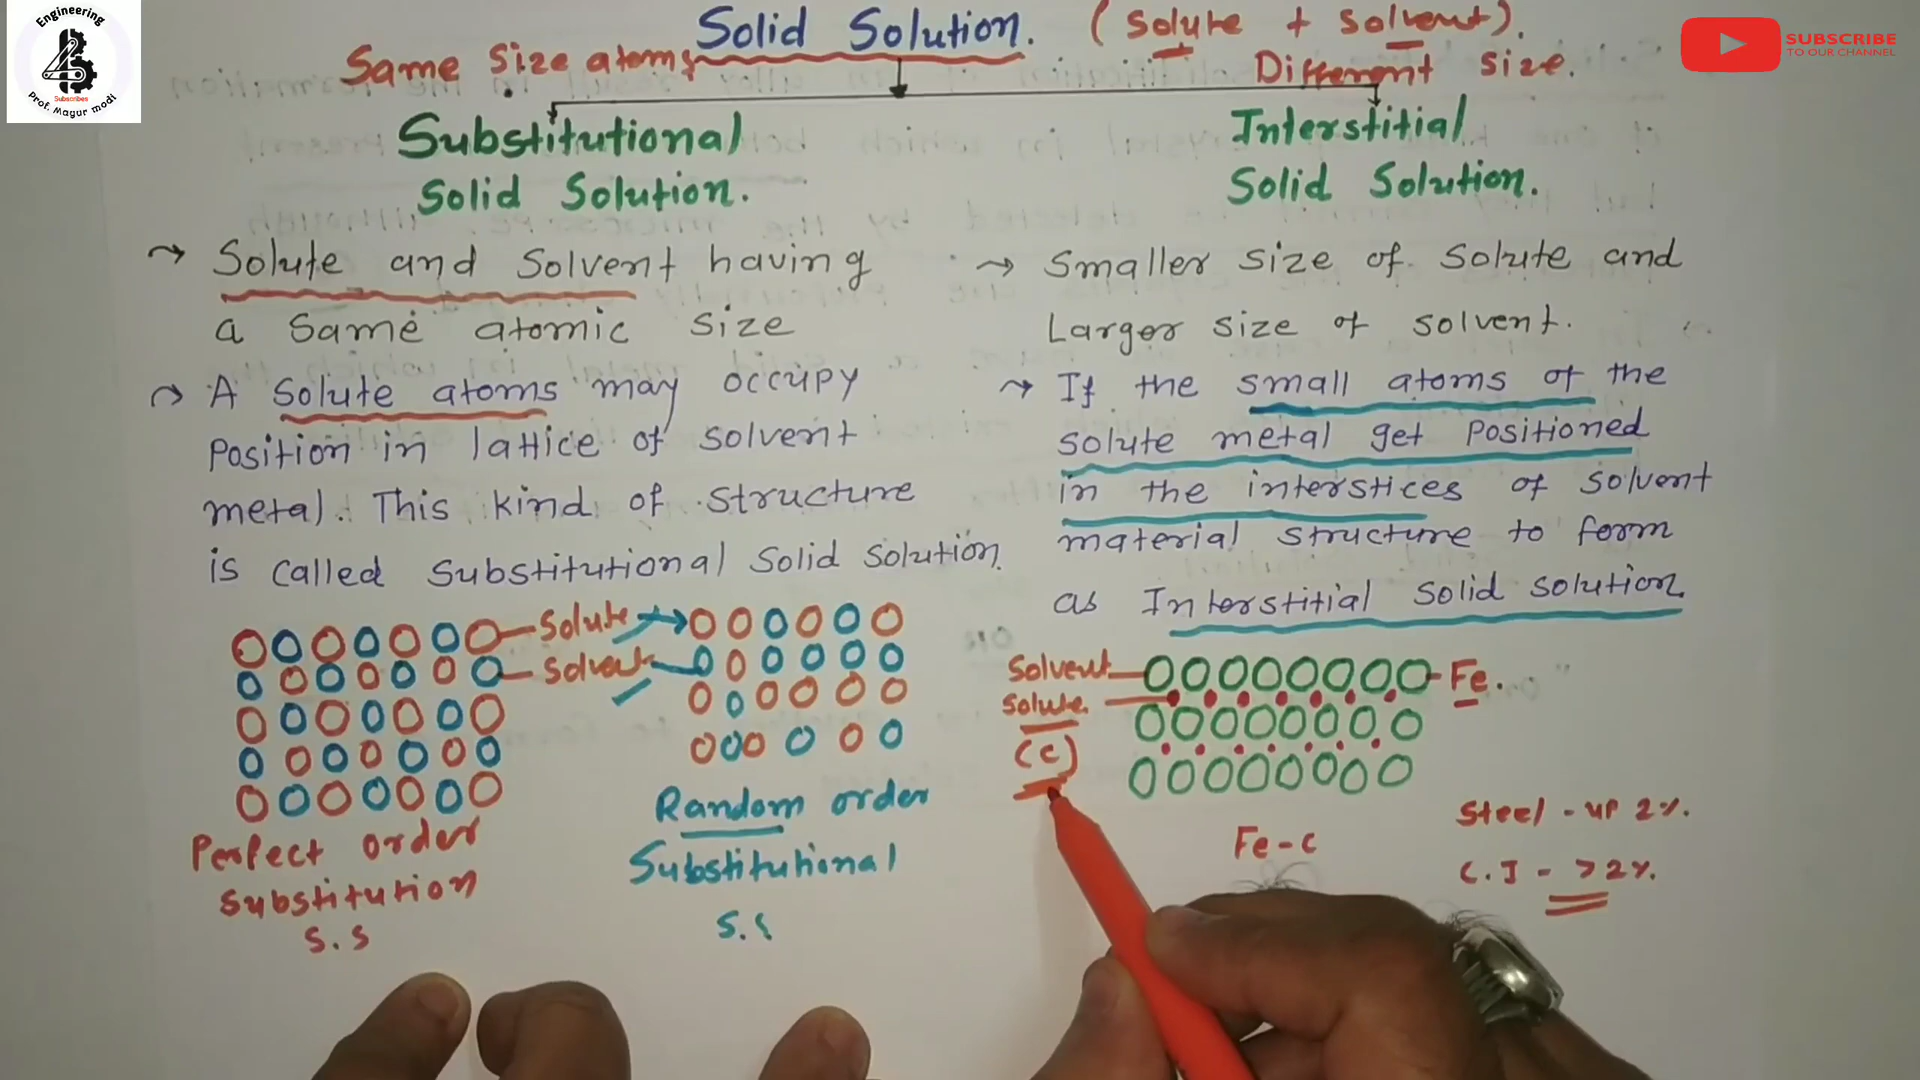 Engineering
Subscribes
Prof. Mayur modi
SUBSCRIBE
TO OUR CHANNEL
Solid Solution. (Solute + Solvent).
Same Size atoms
Different Size.
Substitutional
Solid Solution.
Interstitial
Solid Solution.
Solute and Solvent having
a Same atomic Size
A Solute atoms may occupy
Position in lattice of Solvent
metal. This kind of structure
is called Substitutional Solid Solution.
Smaller size of Solute and
Larger size of solvent.
If the small atoms of the
solute metal get Positioned
in the interstices of solvent
material structure to form
as Interstitial Solid Solution.
Solute
Solvent
Perfect order
Substitution
S.S
Random order
Substitutional
S.S
Solvent
Fe.
Solute.
(C)
Fe-C
Steel - UP 2%.
C.I - >2%.